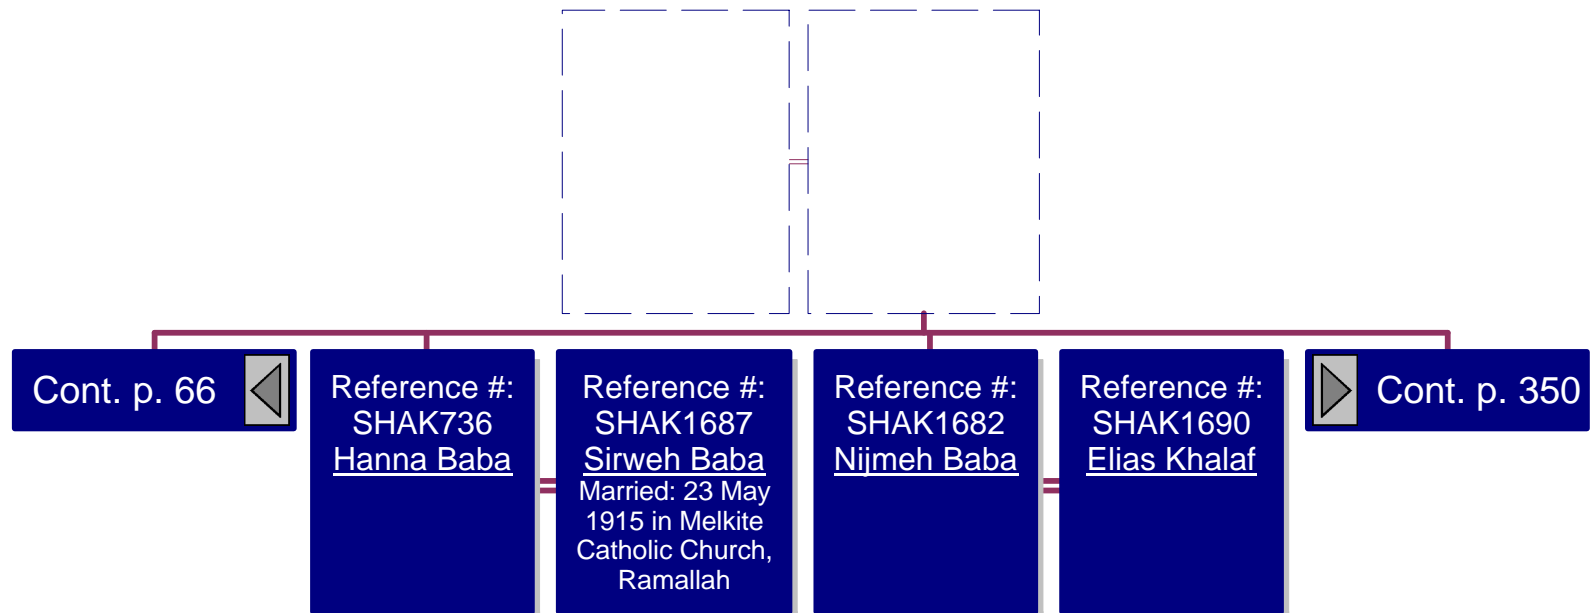 Cont. p. 66
Reference #:
SHAK736
Hanna Baba
Reference #:
SHAK1687
Sirweh Baba
Married: 23 May
1915 in Melkite
Catholic Church,
Ramallah
Reference #:
SHAK1682
Nijmeh Baba
Reference #:
SHAK1690
Elias Khalaf
Cont. p. 350